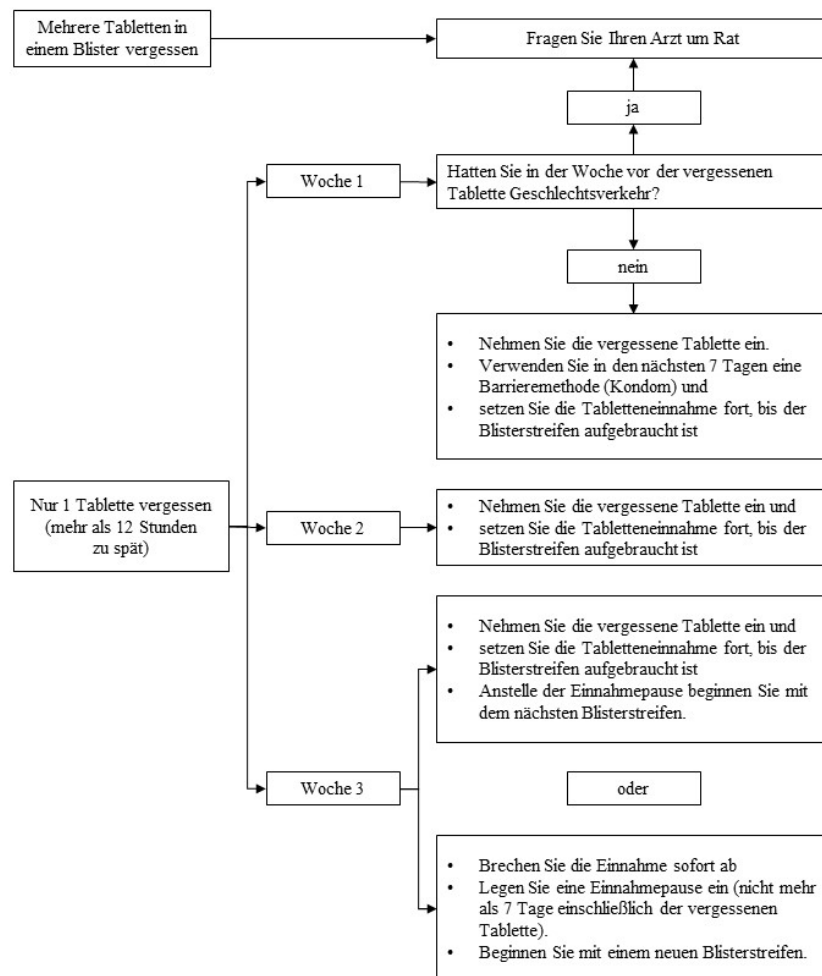 Mehrere Tabletten in
einem Blister vergessen
Fragen Sie Ihren Arzt um Rat
ja
Woche 1
Hatten Sie in der Woche vor der vergessenen
Tablette Geschlechtsverkehr?
nein
• Nehmen Sie die vergessene Tablette ein.
• Verwenden Sie in den nächsten 7 Tagen eine
Barrieremethode (Kondom) und
• setzen Sie die Tabletteneinnahme fort, bis der
Blisterstreifen aufgebraucht ist
Nur 1 Tablette vergessen
(mehr als 12 Stunden
zu spät)
Woche 2
• Nehmen Sie die vergessene Tablette ein und
• setzen Sie die Tabletteneinnahme fort, bis der
Blisterstreifen aufgebraucht ist
• Nehmen Sie die vergessene Tablette ein und
• setzen Sie die Tabletteneinnahme fort, bis der
Blisterstreifen aufgebraucht ist
• Anstelle der Einnahmepause beginnen Sie mit
dem nächsten Blisterstreifen.
Woche 3
oder
• Brechen Sie die Einnahme sofort ab
• Legen Sie eine Einnahmepause ein (nicht mehr
als 7 Tage einschließlich der vergessenen
Tablette).
• Beginnen Sie mit einem neuen Blisterstreifen.